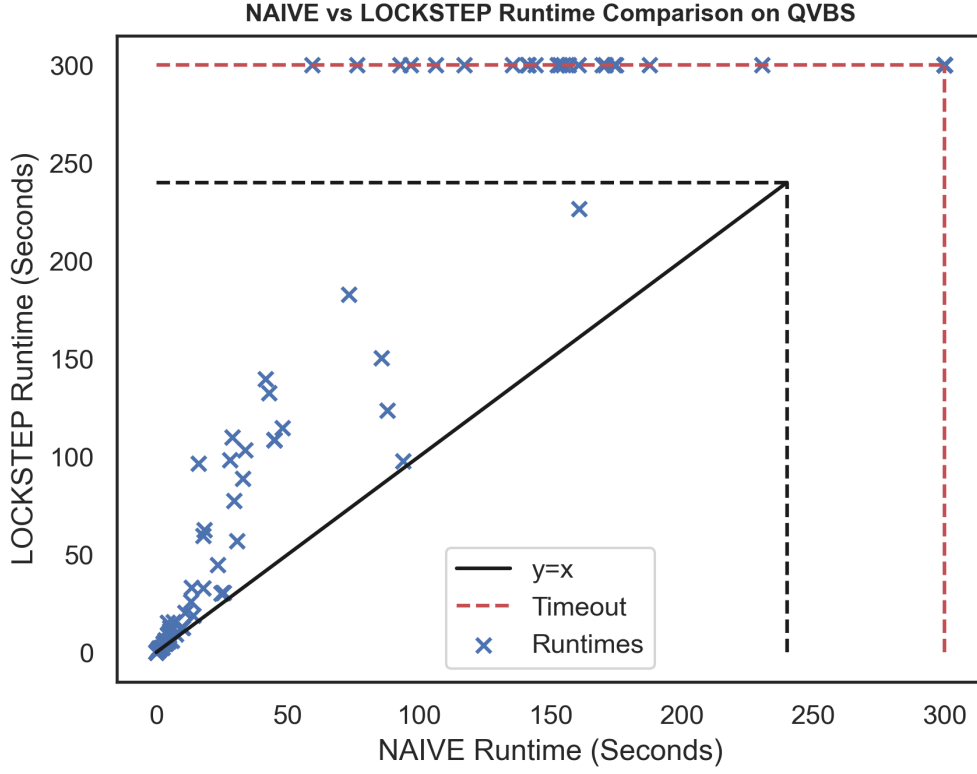 NAIVE vs LOCKSTEP Runtime Comparison on QVBS
LOCKSTEP Runtime (Seconds)
300
250
200
150
100
50
0
y=x
Timeout
Runtimes
0 50 100 150 200 250 300
NAIVE Runtime (Seconds)